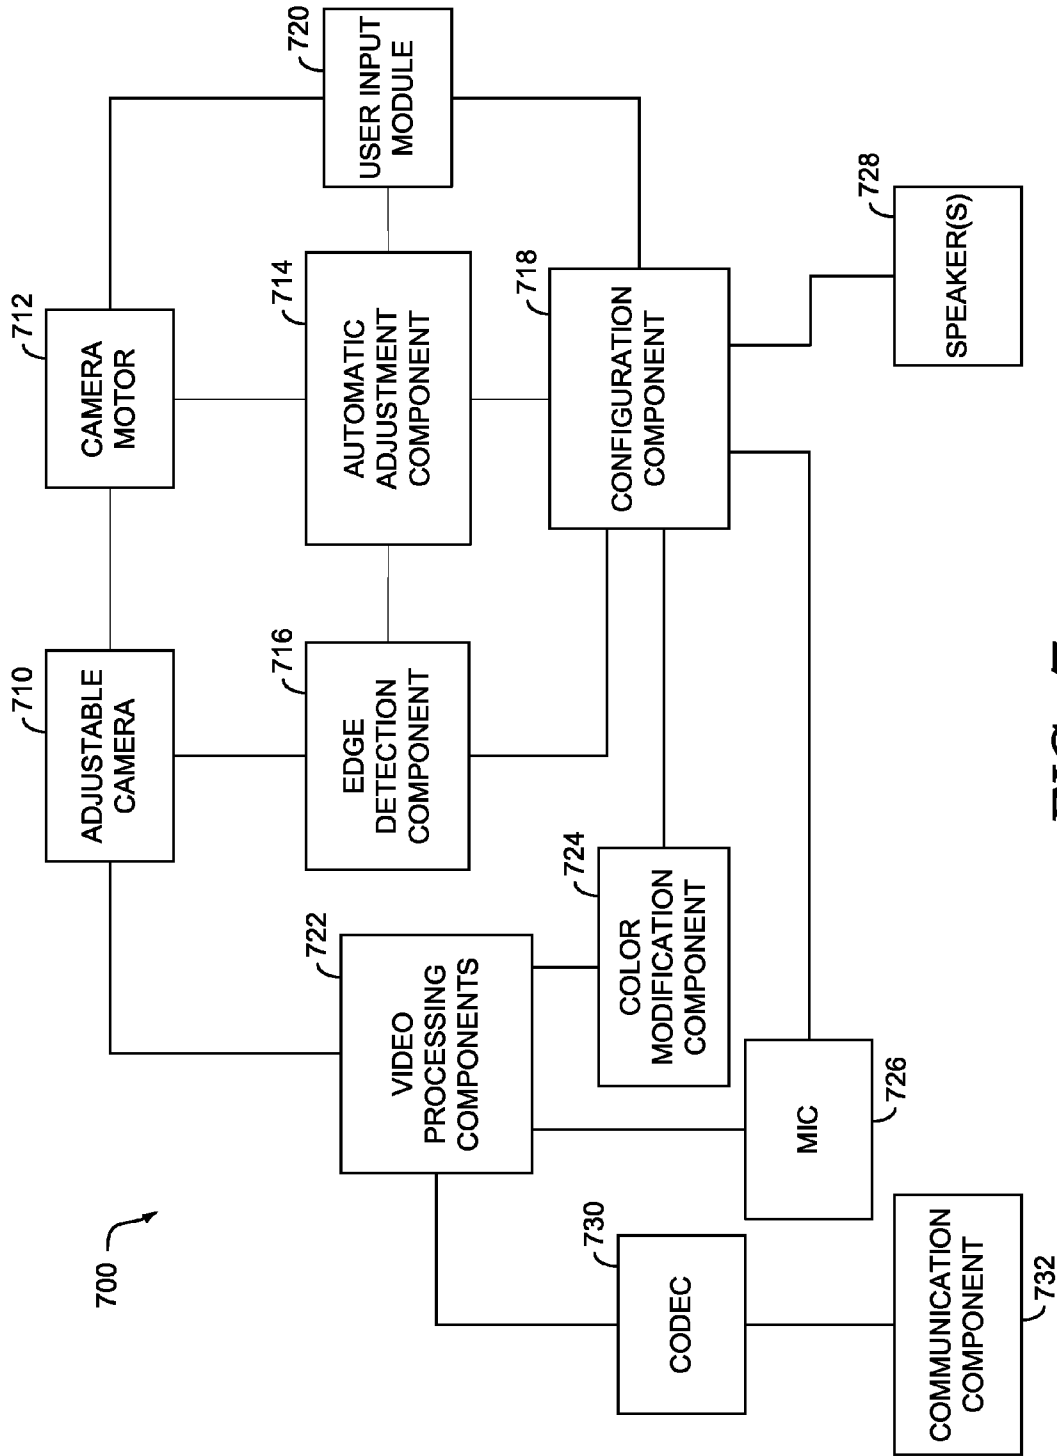 700
710
ADJUSTABLE
CAMERA
712
CAMERA
MOTOR
722
VIDEO
PROCESSING
COMPONENTS
716
EDGE
DETECTION
COMPONENT
714
AUTOMATIC
ADJUSTMENT
COMPONENT
720
USER INPUT
MODULE
730
CODEC
724
COLOR
MODIFICATION
COMPONENT
718
CONFIGURATION
COMPONENT
MIC
726
728
SPEAKER(S)
COMMUNICATION
COMPONENT
732